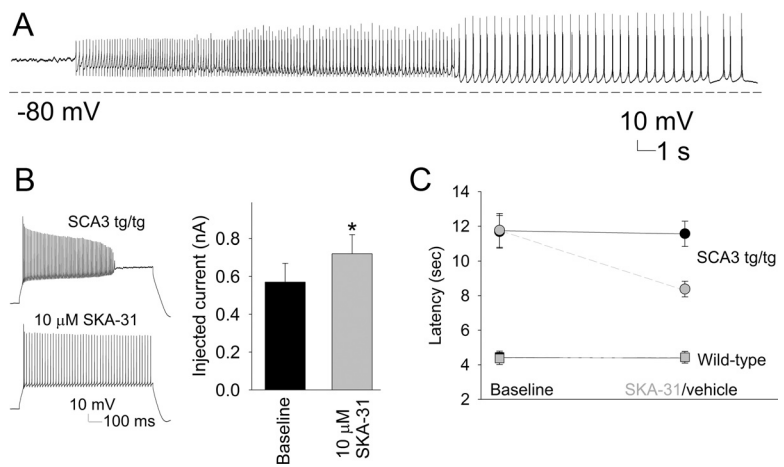 A
-80 mV
10 mV
1 s
B
SCA3 tg/tg
10 μM SKA-31
10 mV
100 ms
Injected current (nA)
0.8
0.6
0.4
0.2
0.0
*
Baseline
10 μM
SKA-31
C
Latency (sec)
14
12
10
8
6
4
2
SCA3 tg/tg
Wild-type
Baseline
SKA-31/vehicle